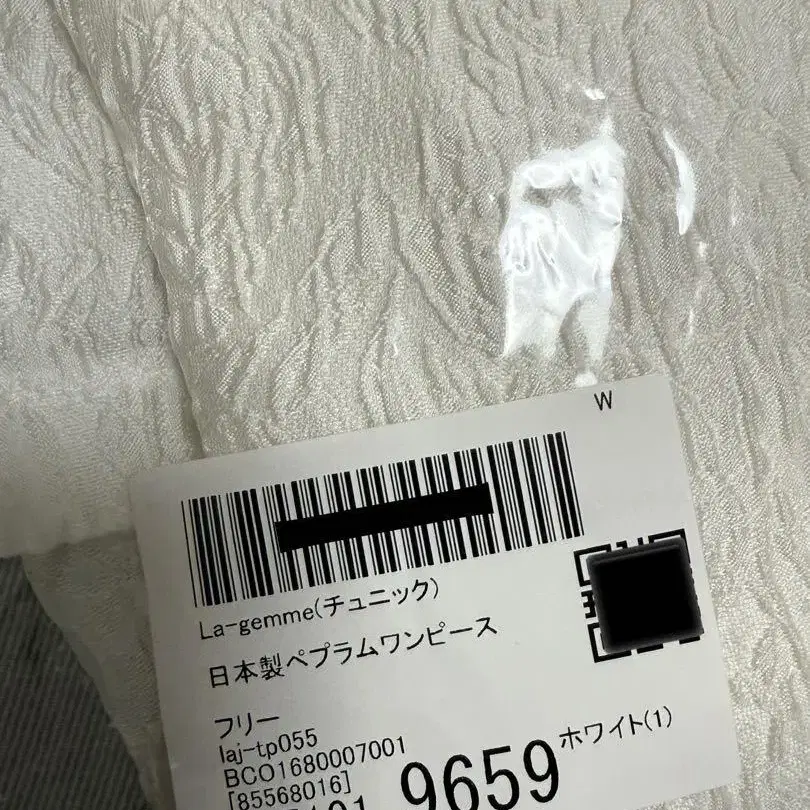 W
La-gemme(チュニック)
日本製ペプラムワンピース
フリー
laj-tp055
BCO1680007001
ホワイト(1)
[85568016]
9659